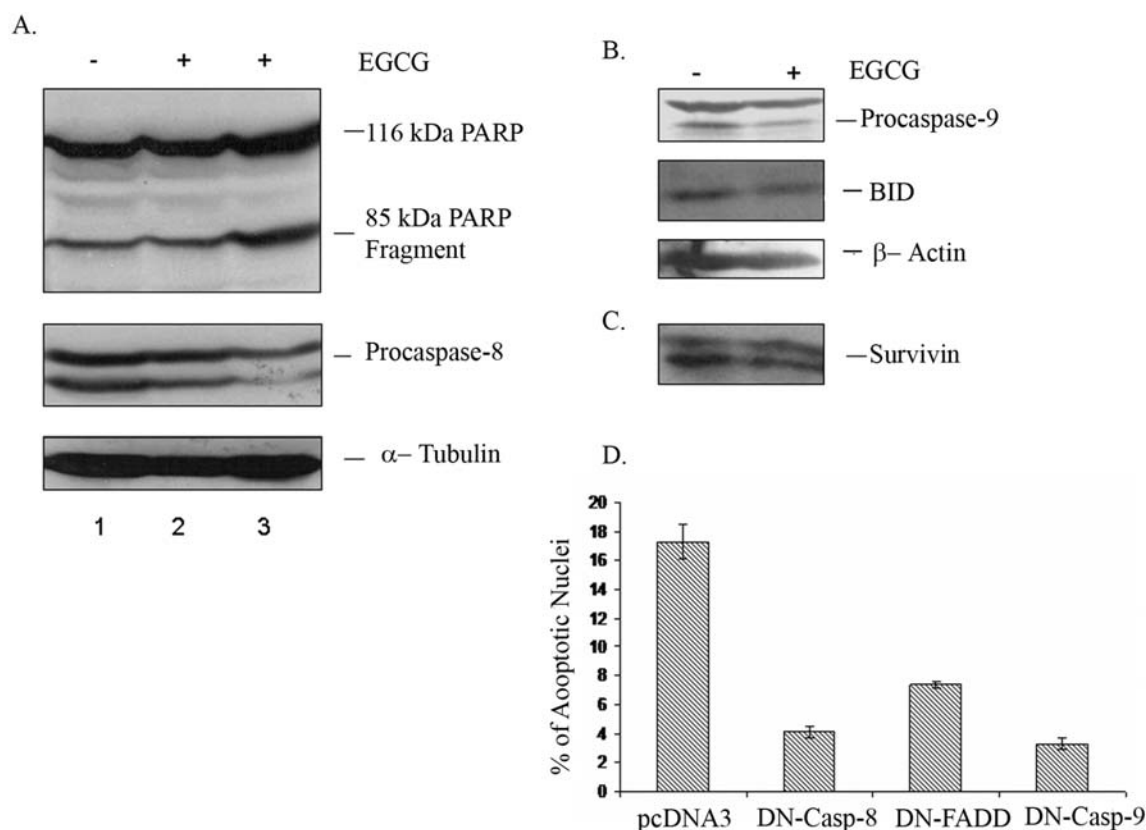 A.
- + + EGCG
116 kDa PARP
85 kDa PARP
Fragment
Procaspase-8
α– Tubulin
1 2 3
B.
- + EGCG
Procaspase-9
BID
β– Actin
C.
Survivin
D.
% of Aooptotic Nuclei
20
18
16
14
12
10
8
6
4
2
0
pcDNA3 DN-Casp-8 DN-FADD DN-Casp-9